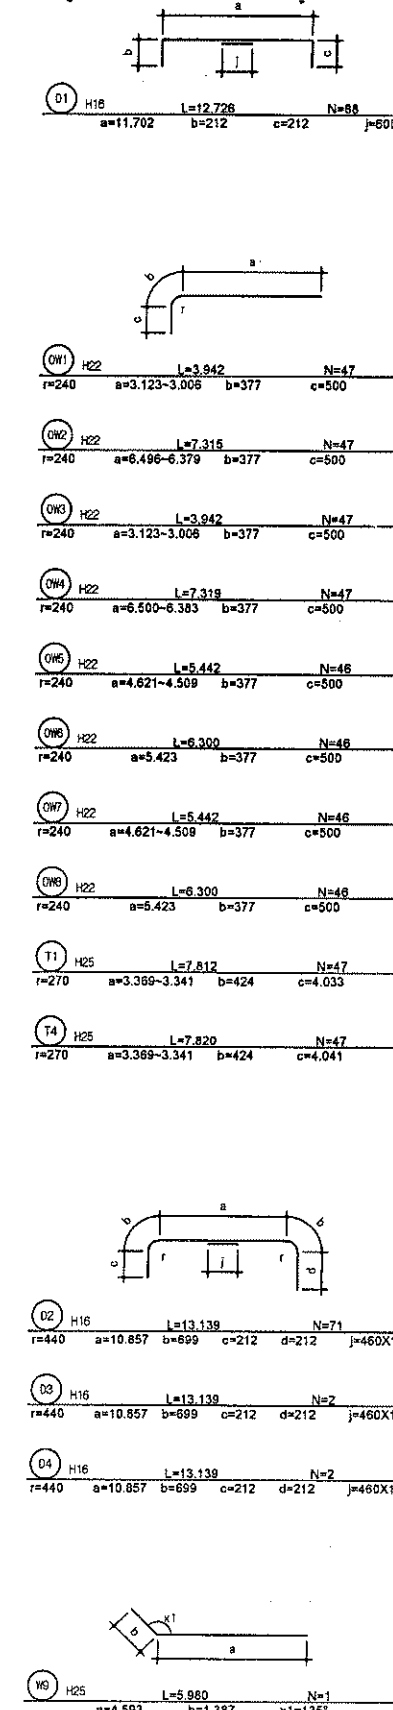 a
b
j
c
D1 H16 L=12.726 N=88
a=11.702 b=212 c=212
b
a
c
r
OW1 H22 L=3.942 N=47
r=240 a=3.123~3.006 b=377 c=500
OW2 H22 L=7.315 N=47
r=240 a=6.496~6.379 b=377 c=500
OW3 H22 L=3.942 N=47
r=240 a=3.123~3.006 b=377 c=500
OW4 H22 L=7.319 N=47
r=240 a=6.500~6.383 b=377 c=500
OW5 H22 L=5.442 N=46
r=240 a=4.621~4.509 b=377 c=500
OW6 H22 L=6.300 N=46
r=240 a=5.423 b=377 c=500
OW7 H22 L=5.442 N=46
r=240 a=4.621~4.509 b=377 c=500
OW8 H22 L=6.300 N=46
r=240 a=5.423 b=377 c=500
T1 H25 L=7.812 N=47
r=270 a=3.369~3.341 b=424 c=4.033
T4 H25 L=7.820 N=47
r=270 a=3.369~3.341 b=424 c=4.041
b
a
b
c
r
j
r
d
D2 H16 L=13.139 N=71
r=440 a=10.857 b=699 c=212 d=212 j=460X1
D3 H16 L=13.139 N=2
r=440 a=10.857 b=699 c=212 d=212 j=460X1
D4 H16 L=13.139 N=2
r=440 a=10.857 b=699 c=212 d=212 j=460X1
x1
b
a
W9 H25 L=5.980 N=1
a=4.593 b=1.387